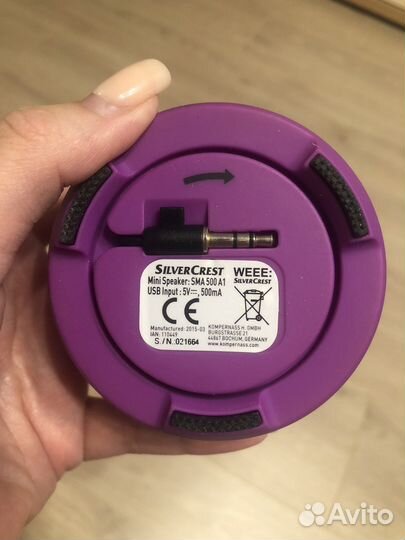 SILVERCREST
Mini Speaker: SMA 500 A1
USB Input : 5V⎓, 500mA
CE
Manufactured: 2015-03
IAN: 110449
S./N.:021664
WEEE:
SILVERCREST
KOMPERNASS H. GMBH
BURGSTRASSE 21
44867 BOCHUM, GERMANY
www.kompernass.com
Avito